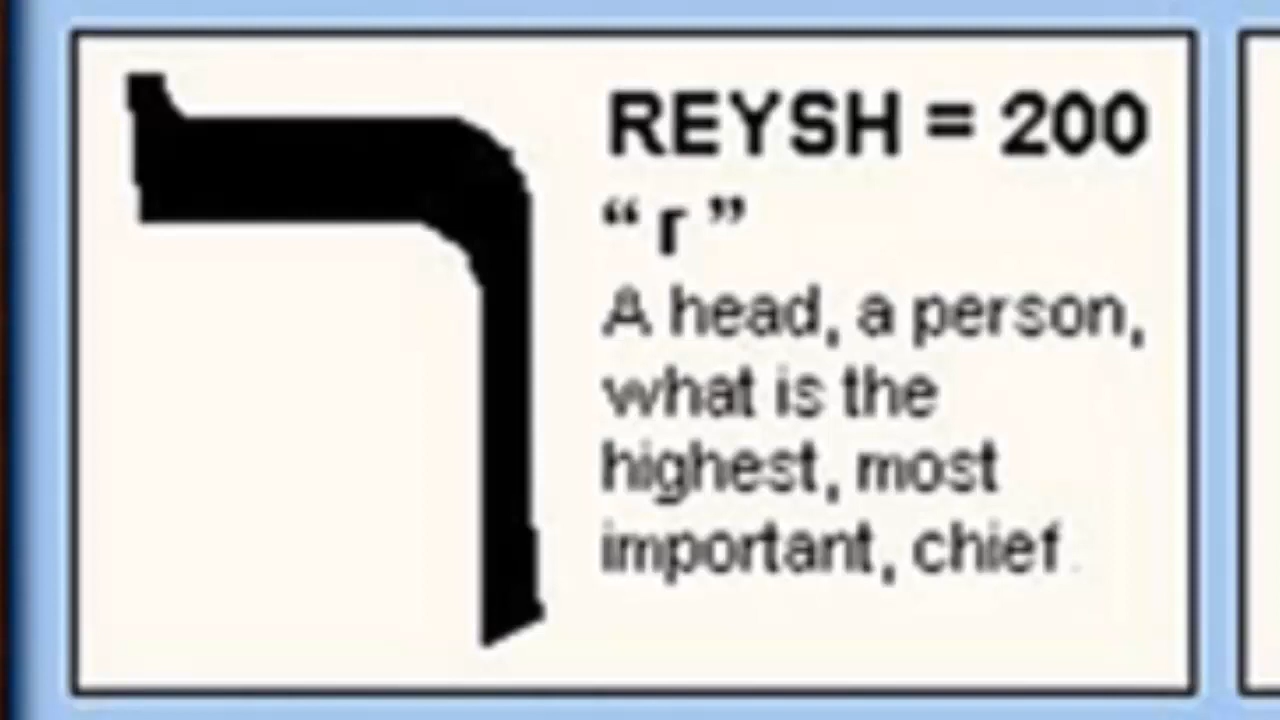 ר
REYSH = 200
“ r ”
A head, a person,
what is the
highest, most
important, chief